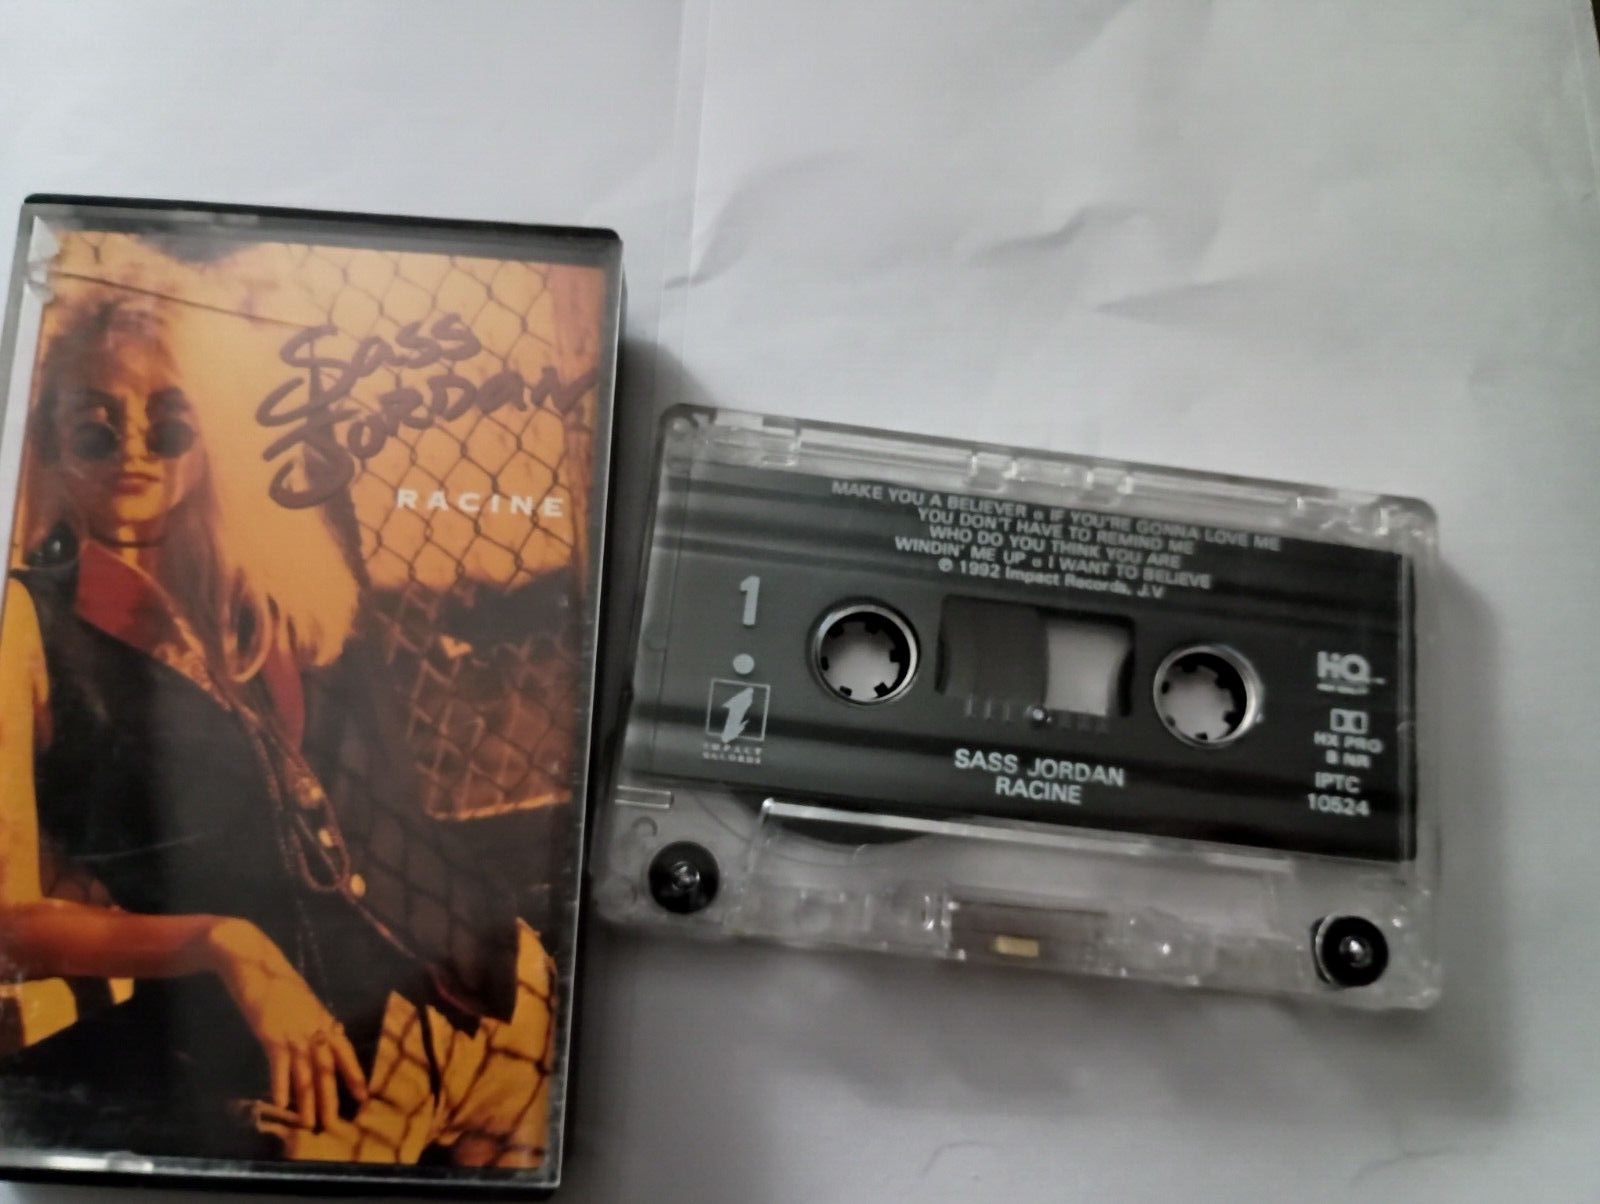 Sass
JORDAN
RACINE
MAKE YOU A BELIEVER o IF YOU'RE GONNA LOVE ME
YOU DON'T HAVE TO REMIND ME
WHO DO YOU THINK YOU ARE
WINDIN' ME UP o I WANT TO BELIEVE
℗ 1992 Impact Records, J.V
1
i
IMPACT
RECORDS
SASS JORDAN
RACINE
HQ
HIGH QUALITY
HX PRO
B NR
IPTC
10524